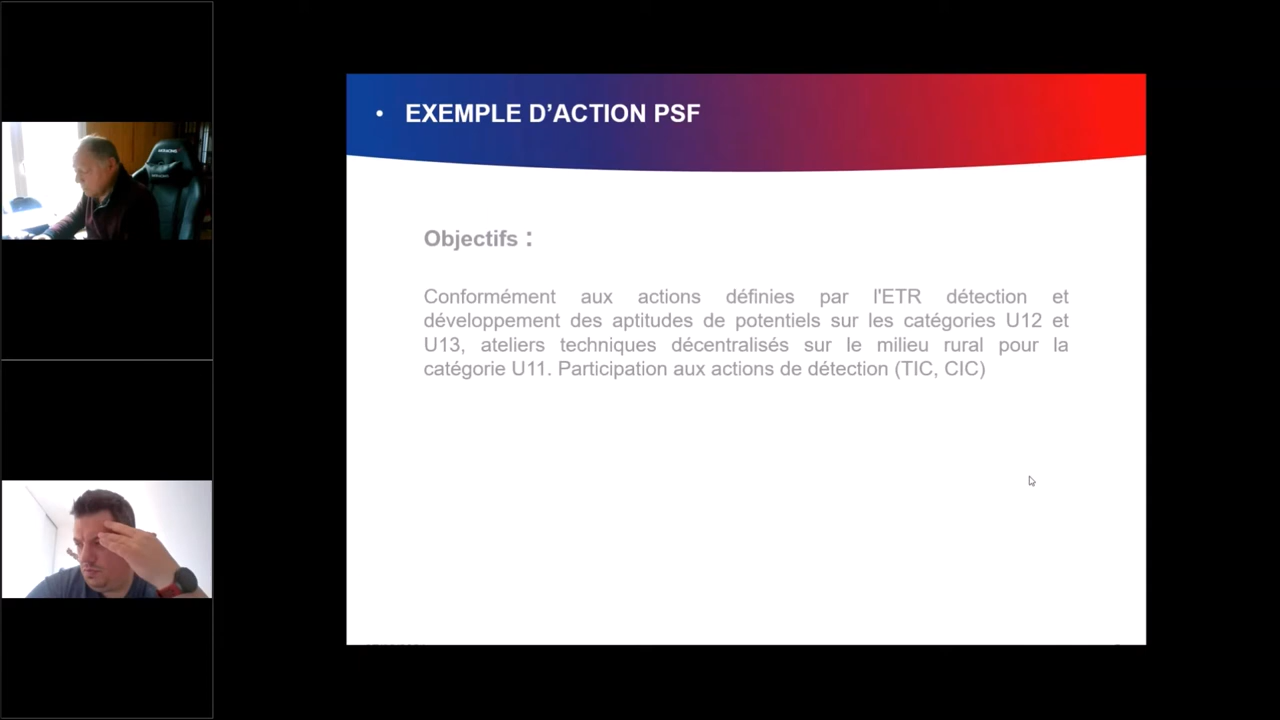 • EXEMPLE D’ACTION PSF
Objectifs :
Conformément aux actions définies par l'ETR détection et
développement des aptitudes de potentiels sur les catégories U12 et
U13, ateliers techniques décentralisés sur le milieu rural pour la
catégorie U11. Participation aux actions de détection (TIC, CIC)